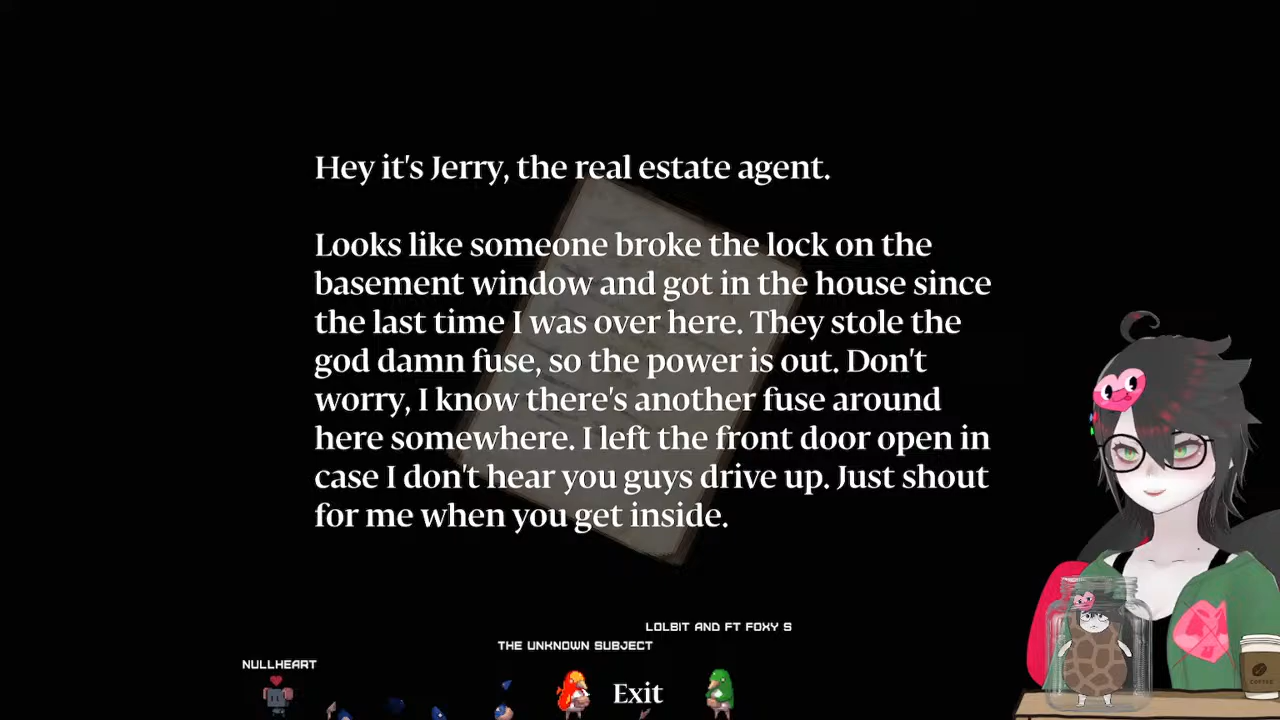 Hey it's Jerry, the real estate agent.
Looks like someone broke the lock on the
basement window and got in the house since
the last time I was over here. They stole the
god damn fuse, so the power is out. Don't
worry, I know there's another fuse around
here somewhere. I left the front door open in
case I don't hear you guys drive up. Just shout
for me when you get inside.
LOLBIT AND FT FOXY S
THE UNKNOWN SUBJECT
NULLHEART
Exit
COFFEE